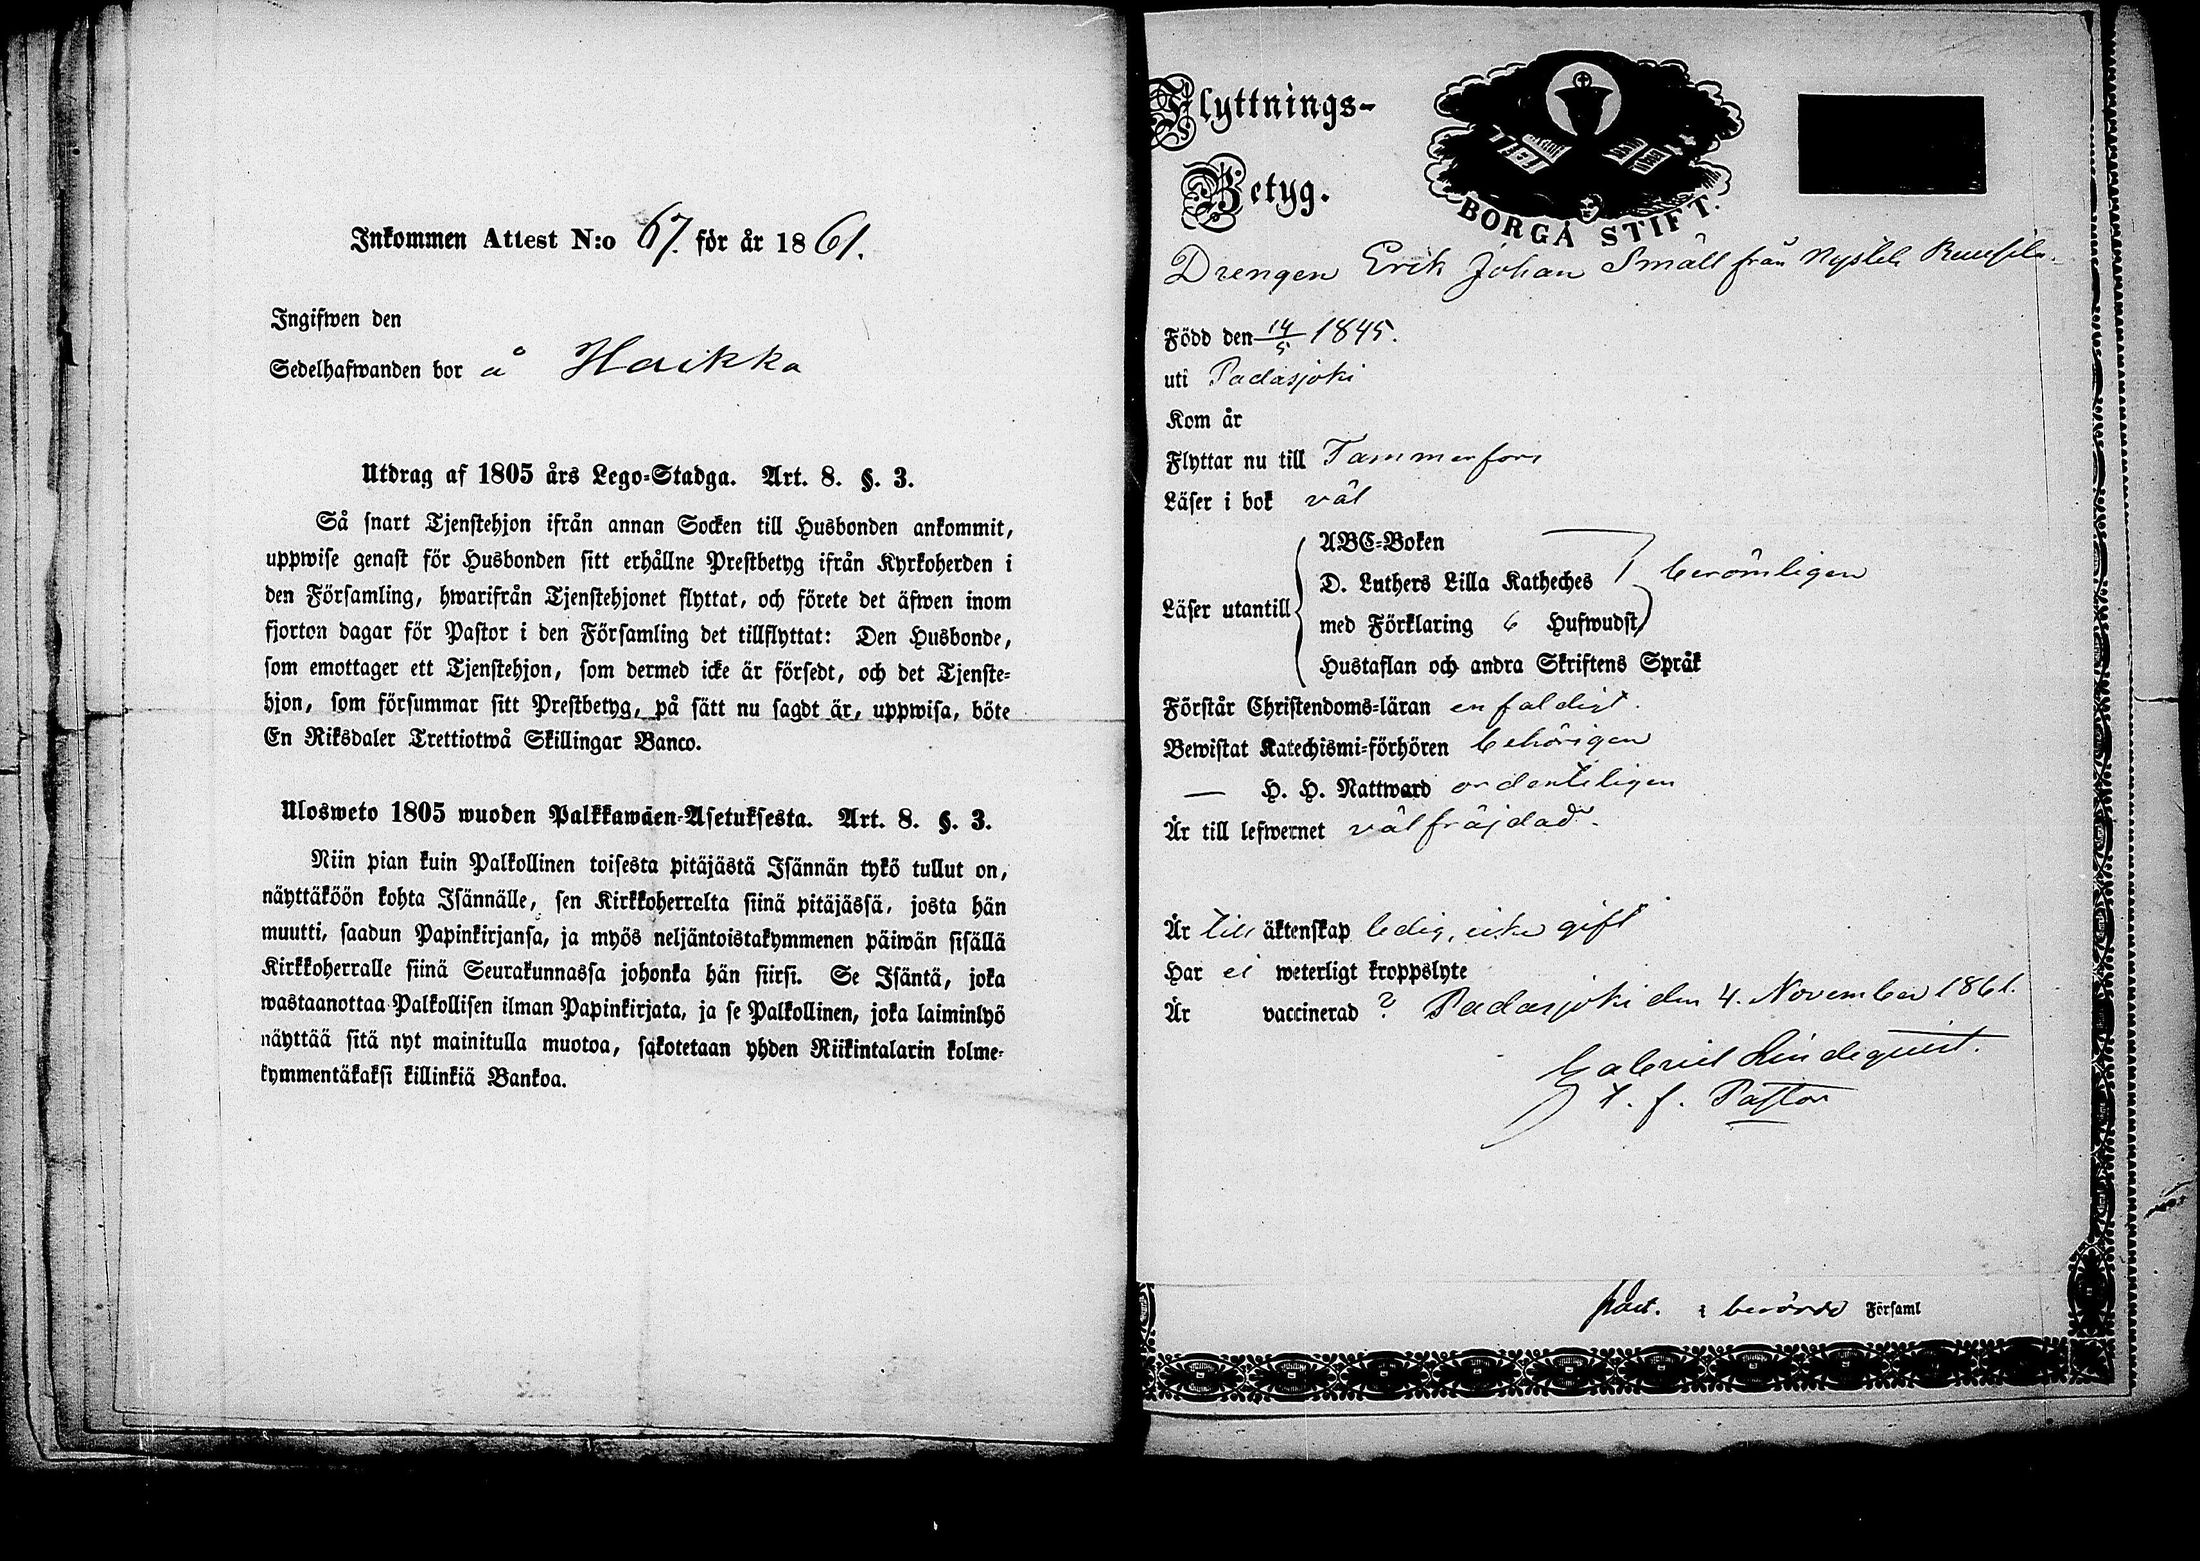 Inkommen Attest N:o 67. för år 1861.
Ingifwen den
Sedelhafwanden bor å Haikka
Utdrag af 1805 års Lego-Stadga. Art. 8. §. 3.
Så snart Tjenstehjon ifrån annan Socken till Husbonden ankommit,
uppwise genast för Husbonden sitt erhållne Prestbetyg ifrån Kyrkoherden i
den Församling, hwarifrån Tjenstehjonet flyttat, och förete det äfwen inom
fjorton dagar för Pastor i den Församling det tillflyttat: Den Husbonde,
som emottager ett Tjenstehjon, som dermed icke är försedt, och det Tjenste-
hjon, som försummar sitt Prestbetyg, på sätt nu sagdt är, uppwisa, böte
En Riksdaler Trettiotwå Skillingar Banco.
Ulosweto 1805 wuoden Palkkawäen-Asetuksesta. Art. 8. §. 3.
Niin pian kuin Palkollinen toisesta pitäjästä Isännän tykö tullut on,
näyttäköön kohta Isännälle, sen Kirkkoherralta siinä pitäjässä, josta hän
muutti, saadun Papinkirjansa, ja myös neljäntoistakymmenen päiwän sisällä
Kirkkoherralle siinä Seurakunnassa johonka hän siirsi. Se Isäntä, joka
wastaanottaa Palkollisen ilman Papinkirjata, ja se Palkollinen, joka laiminlyö
näyttää sitä nyt mainitulla muotoa, sakotetaan yhden Riikintalarin kolme-
kymmentäkaksi killinkiä Bankoa.
Flyttnings-
Betyg.
BORGÅ STIFT.
Drengen Erik Johan Småll från Nystela
Född den 14/5 1845.
uti Padasjoki
Kom år
Flyttar nu till Tammerfors
Läser i bok väl
Läser utantill
ABC-Boken
D. Luthers Lilla Katheches
med Förklaring 6 Hufwudst
berömligen
Hustaflan och andra Skriftens Språk
Förstår Christendoms-läran enfaldigt.
Bewistat Katechismi-förhören behörigen
— H. H. Nattward ordenteligen
Är till lefwernet välfräjdad.
Är till äktenskap ledig, icke gift
Har ei weterligt kroppslyte
Är vaccinerad ? Padasjoki den 4. November 1861.
Gabriel Lindequist.
t. f. Pastor
i berörde Församl